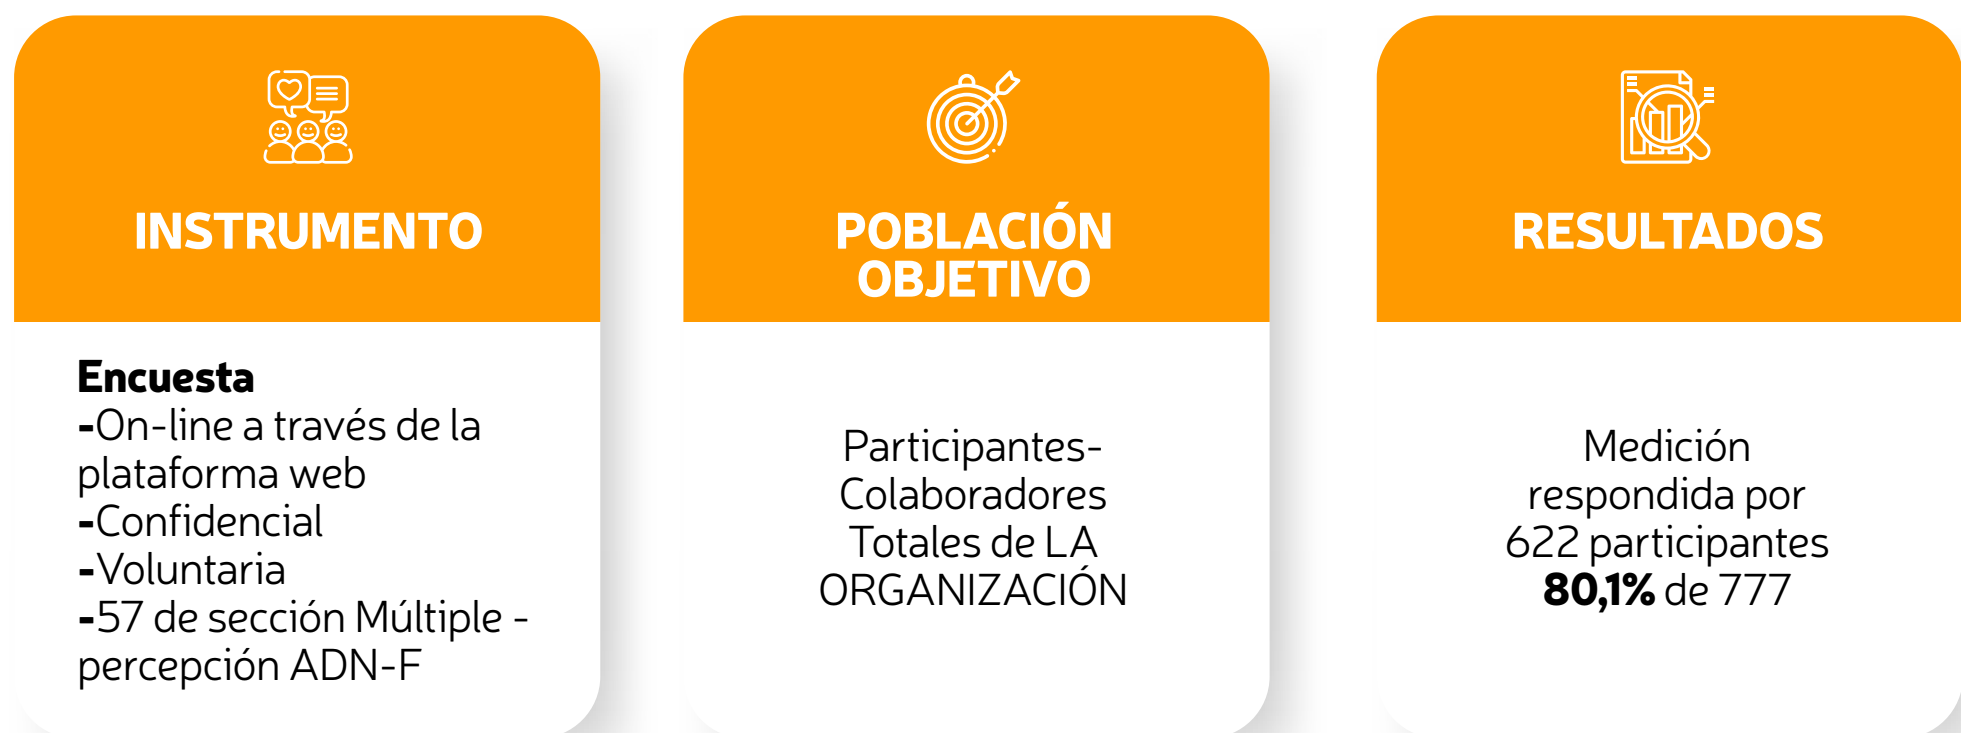 INSTRUMENTO
Encuesta
-On-line a través de la
plataforma web
-Confidencial
-Voluntaria
-57 de sección Múltiple -
percepción ADN-F
POBLACIÓN
OBJETIVO
Participantes-
Colaboradores
Totales de LA
ORGANIZACIÓN
RESULTADOS
Medición
respondida por
622 participantes
80,1% de 777